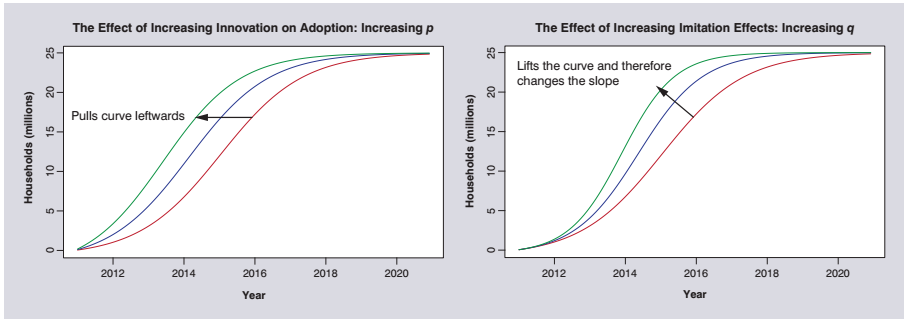 The Effect of Increasing Innovation on Adoption: Increasing p
Households (millions)
25
20
15
10
5
0
Pulls curve leftwards
2012 2014 2016 2018 2020
Year
The Effect of Increasing Imitation Effects: Increasing q
Households (millions)
25
20
15
10
5
0
Lifts the curve and therefore
changes the slope
2012 2014 2016 2018 2020
Year